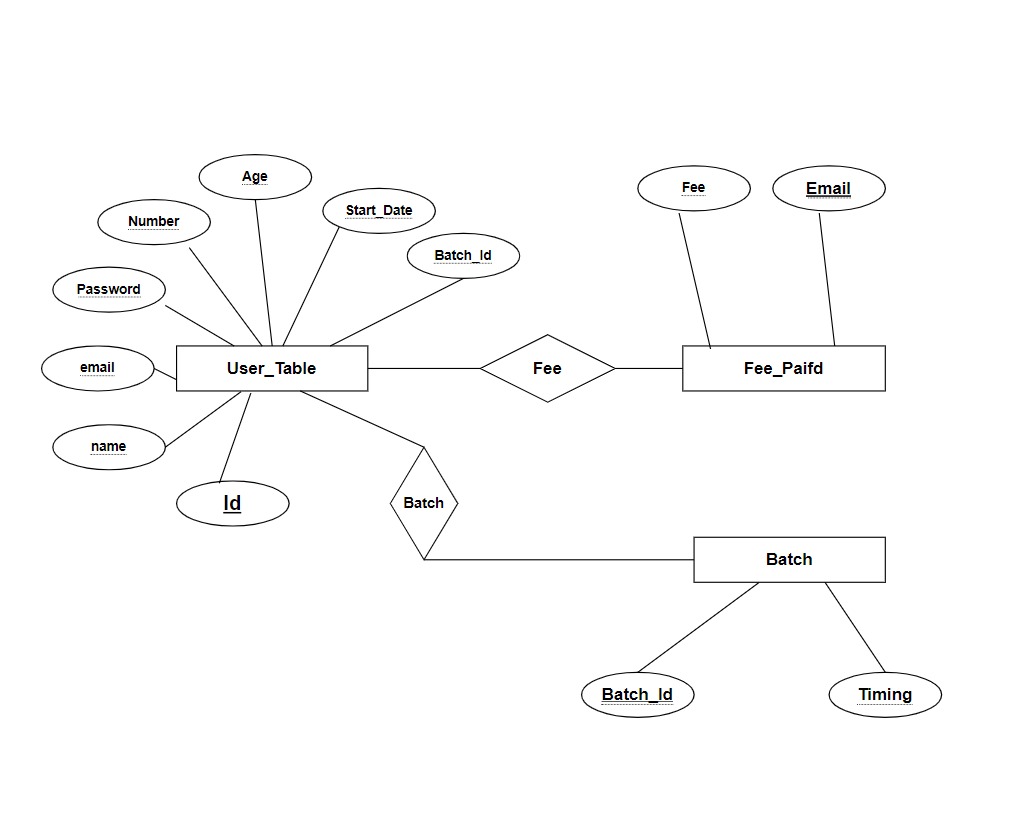 Age
Fee
Email
Start_Date
Number
Batch_Id
Password
email
User_Table
Fee
Fee_Paifd
name
Id
Batch
Batch
Batch_Id
Timing